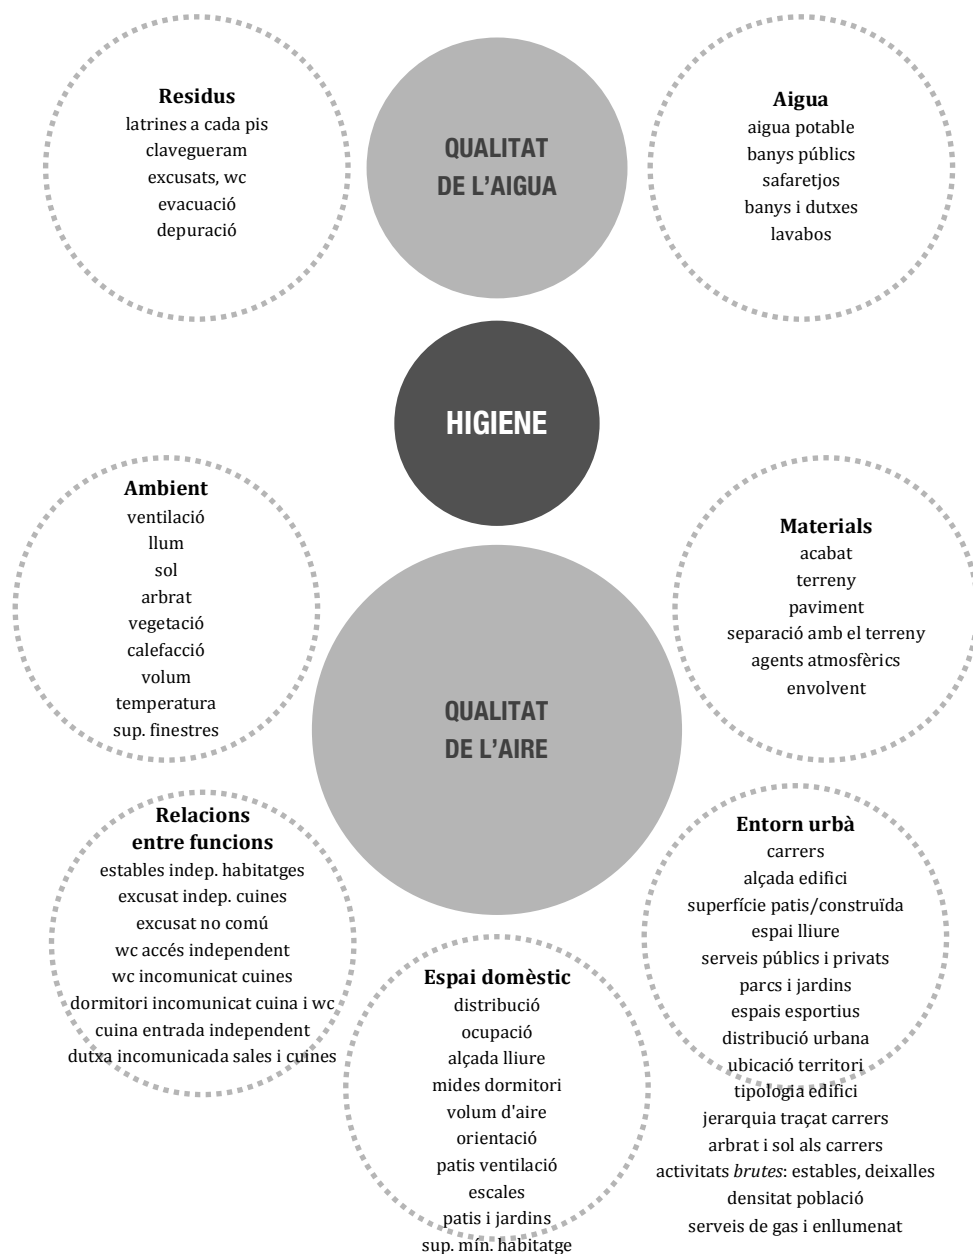 Residus
latrines a cada pis
clavegueram
excusats, wc
evacuació
depuració
QUALITAT
DE L'AIGUA
Aigua
aigua potable
banys públics
safaretjos
banys i dutxes
lavabos
HIGIENE
Ambient
ventilació
llum
sol
arbrat
vegetació
calefacció
volum
temperatura
sup. finestres
Materials
acabat
terreny
paviment
separació amb el terreny
agents atmosfèrics
envolvent
QUALITAT
DE L'AIRE
Relacions
entre funcions
estables indep. habitatges
excusat indep. cuines
excusat no comú
wc accés independent
wc incomunicat cuines
dormitori incomunicat cuina i wc
cuina entrada independent
dutxa incomunicada sales i cuines
Espai domèstic
distribució
ocupació
alçada lliure
mides dormitori
volum d'aire
orientació
patis ventilació
escales
patis i jardins
sup. mín. habitatge
Entorn urbà
carrers
alçada edifici
superfície patis/construïda
espai lliure
serveis públics i privats
parcs i jardins
espais esportius
distribució urbana
ubicació territori
tipologia edifici
jerarquia traçat carrers
arbrat i sol als carrers
activitats brutes: estables, deixalles
densitat població
serveis de gas i enllumenat